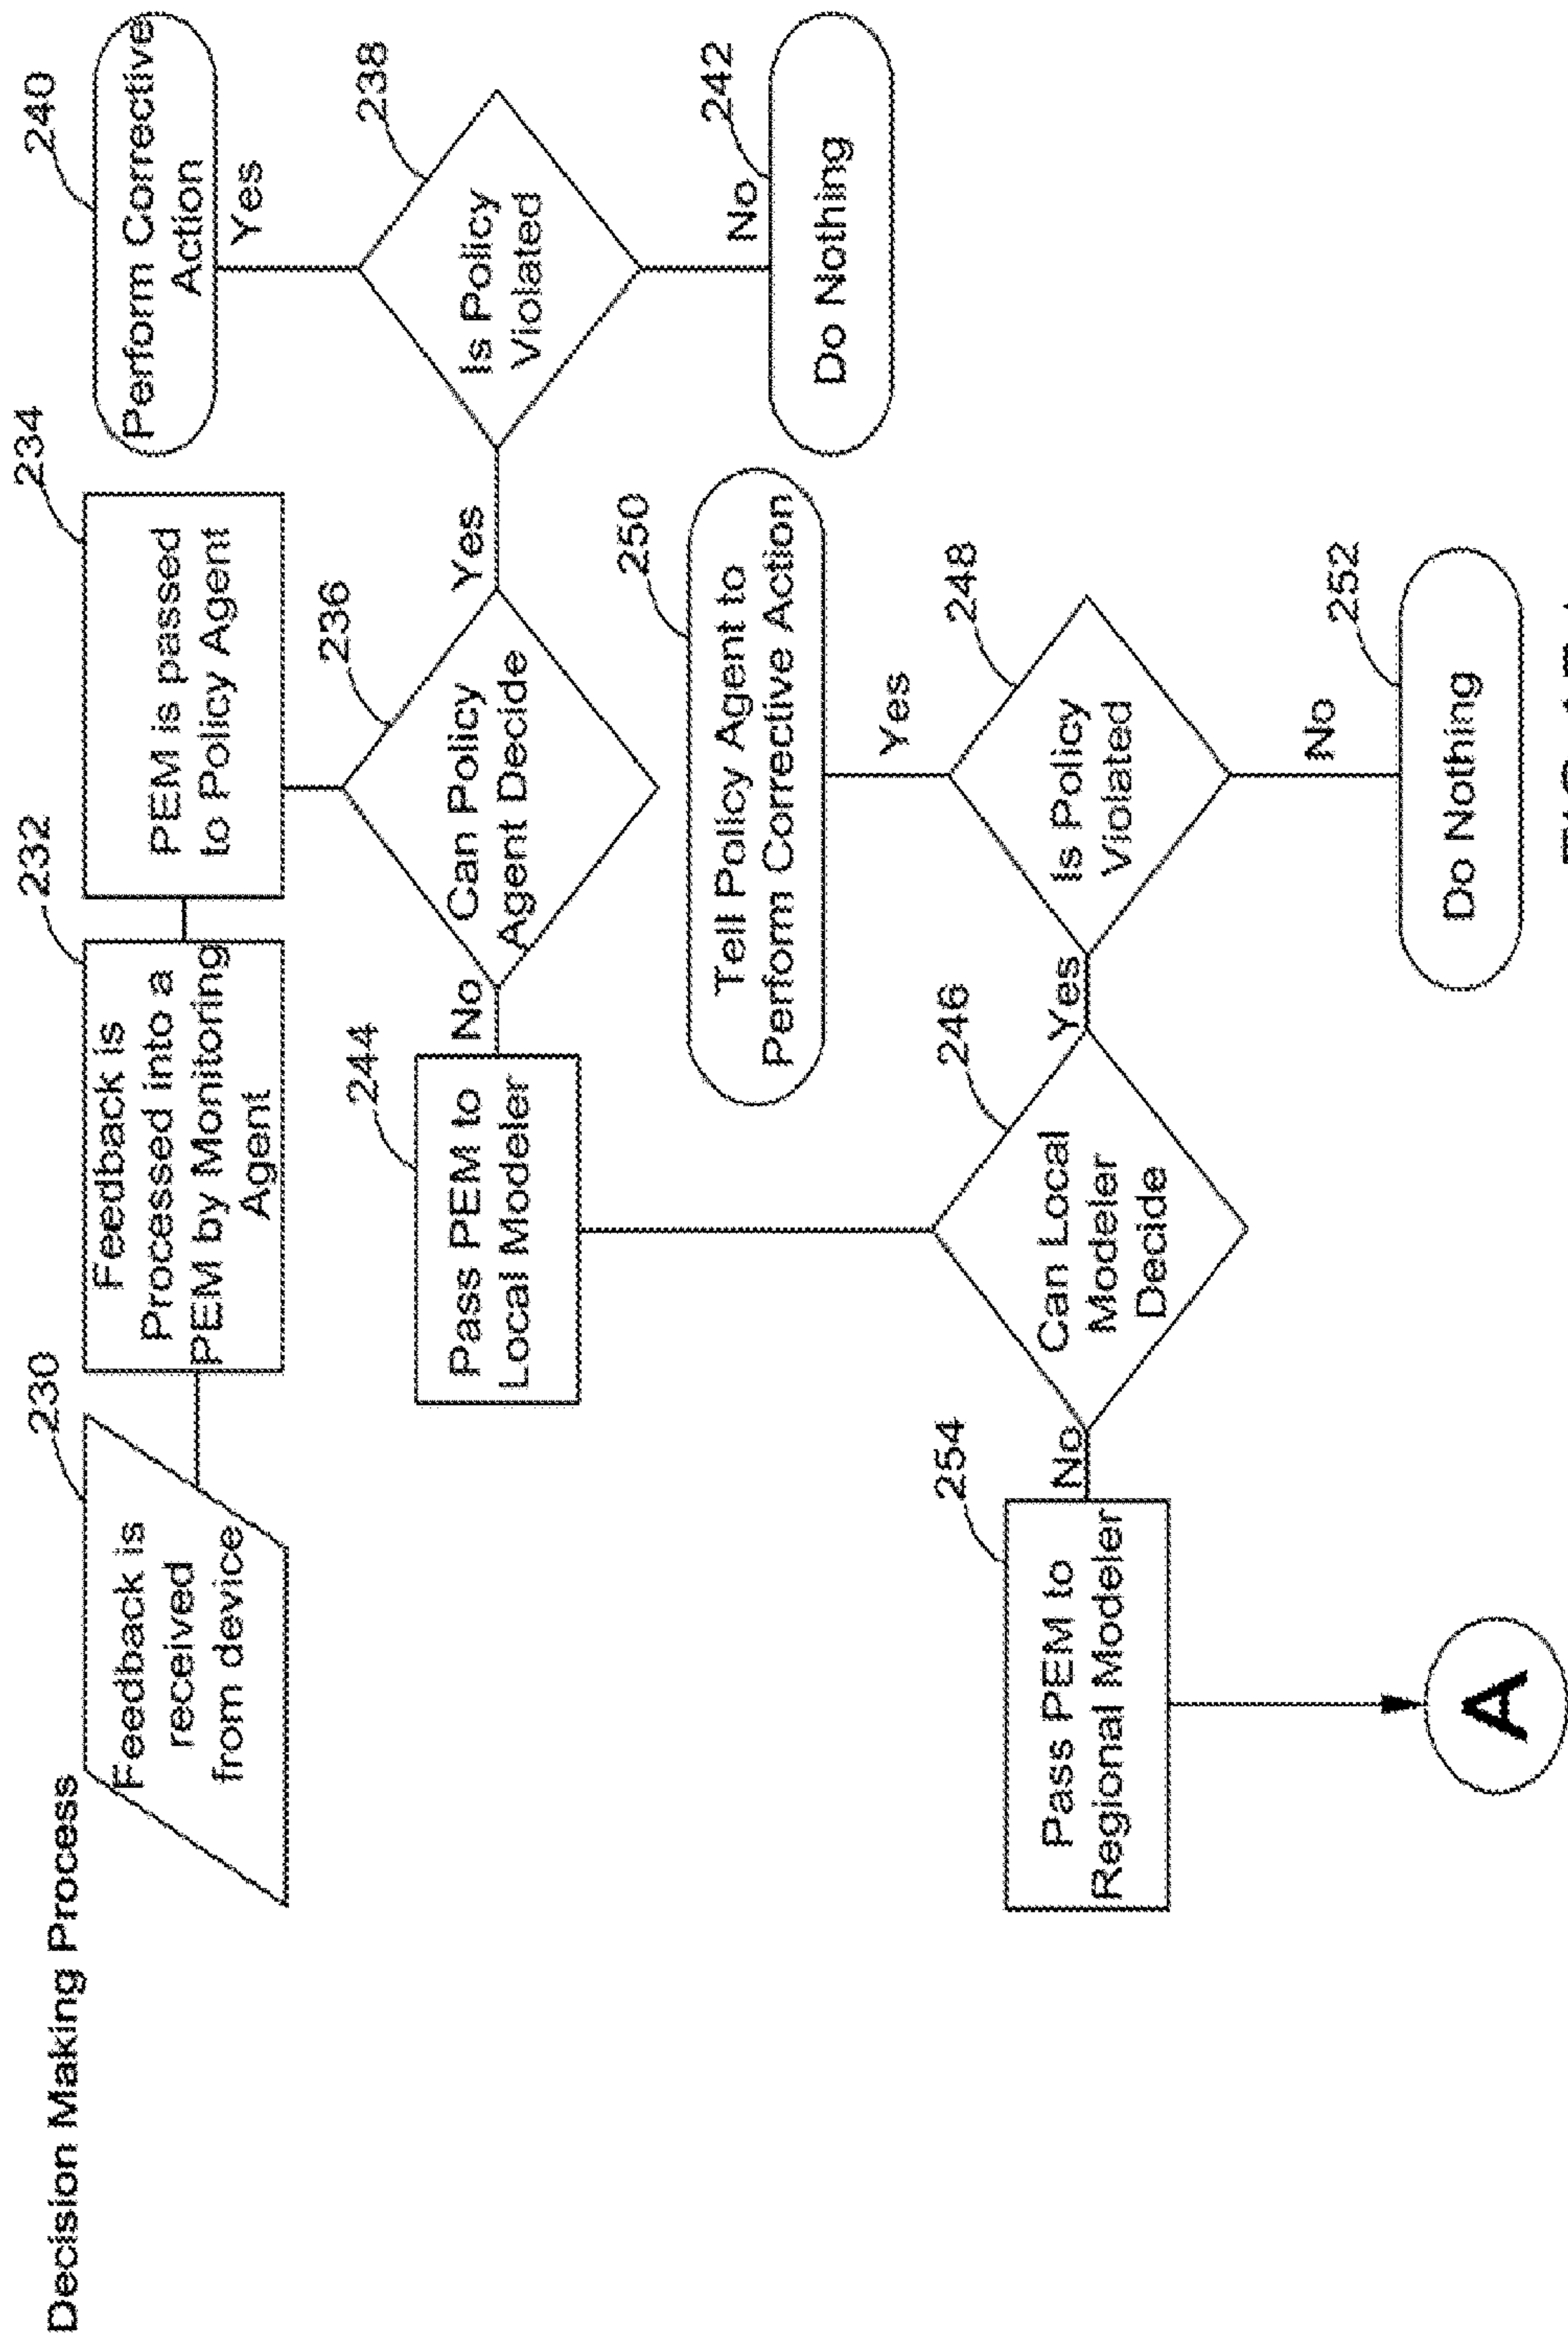 Decision Making Process
230
Feedback is
received
from device
232
Feedback is
Processed into a
PEM by Monitoring
Agent
234
PEM is passed
to Policy Agent
240
Perform Corrective
Action
Yes
236
Can Policy
Agent Decide
Yes
238
Is Policy
Violated
No
242
Do Nothing
No
244
Pass PEM to
Local Modeler
250
Tell Policy Agent to
Perform Corrective Action
Yes
246
Can Local
Modeler
Decide
Yes
248
Is Policy
Violated
No
252
Do Nothing
No
254
Pass PEM to
Regional Modeler
A